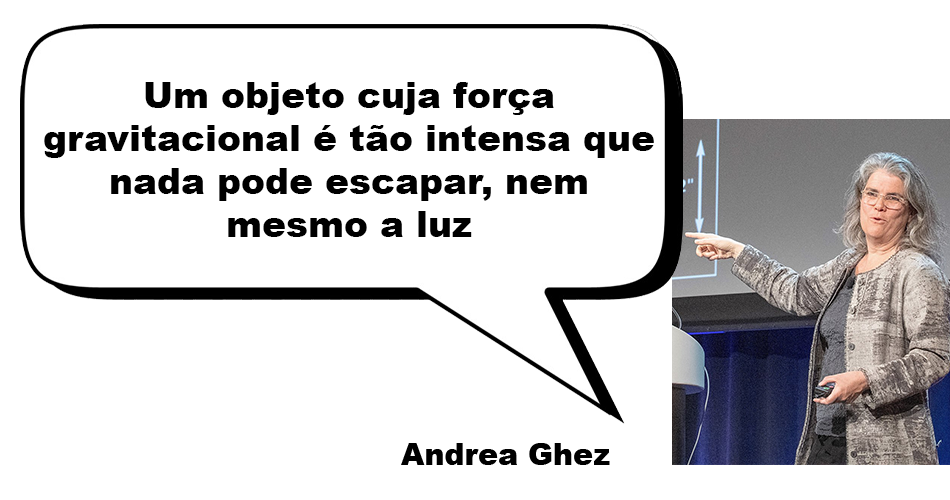 Um objeto cuja força
gravitacional é tão intensa que
nada pode escapar, nem
mesmo a luz
Andrea Ghez